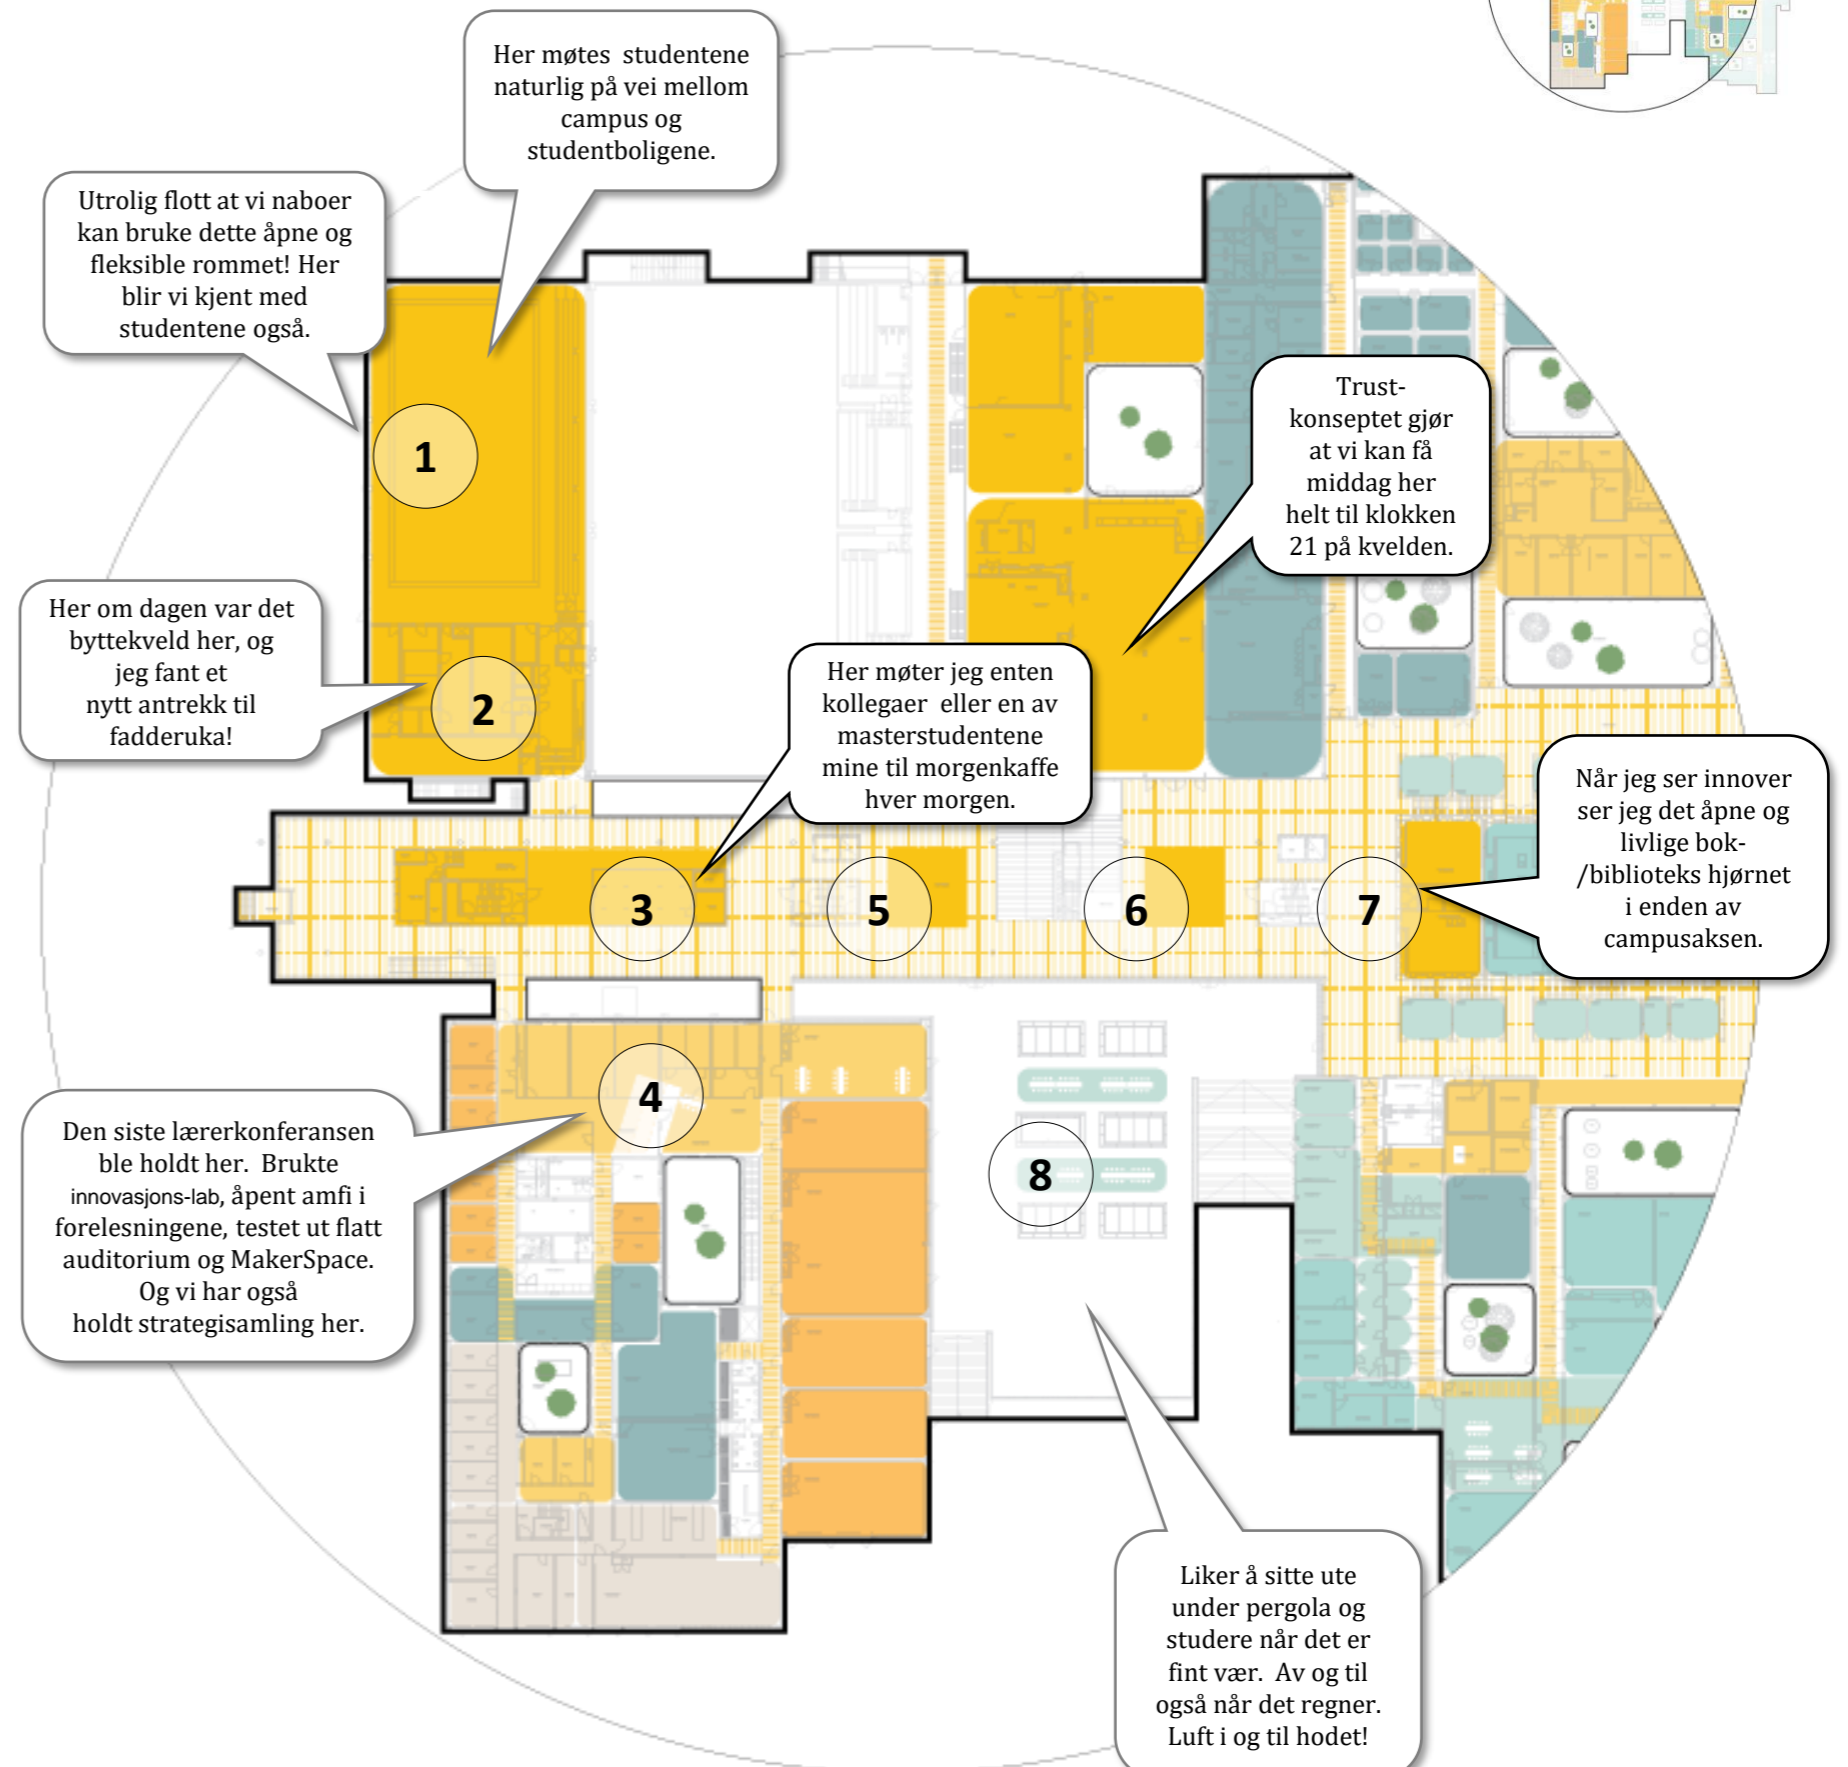 Her møtes  studentene
naturlig på vei mellom
campus og
studentboligene.
Utrolig flott at vi naboer
kan bruke dette åpne og
fleksible rommet! Her
blir vi kjent med
studentene også.
Trust-
konseptet gjør
at vi kan få
middag her
helt til klokken
21 på kvelden.
1
Her om dagen var det
byttekveld her, og
jeg fant et
nytt antrekk til
fadderuka!
2
Her møter jeg enten
kollegaer  eller en av
masterstudentene
mine til morgenkaffe
hver morgen.
Når jeg ser innover
ser jeg det åpne og
livlige bok-
/biblioteks hjørnet
i enden av
campusaksen.
3
5
6
7
4
Den siste lærerkonferansen
ble holdt her.  Brukte
innovasjons-lab, åpent amfi i
forelesningene, testet ut flatt
auditorium og MakerSpace.
Og vi har også
holdt strategisamling her.
8
Liker å sitte ute
under pergola og
studere når det er
fint vær.  Av og til
også når det regner.
Luft i og til hodet!